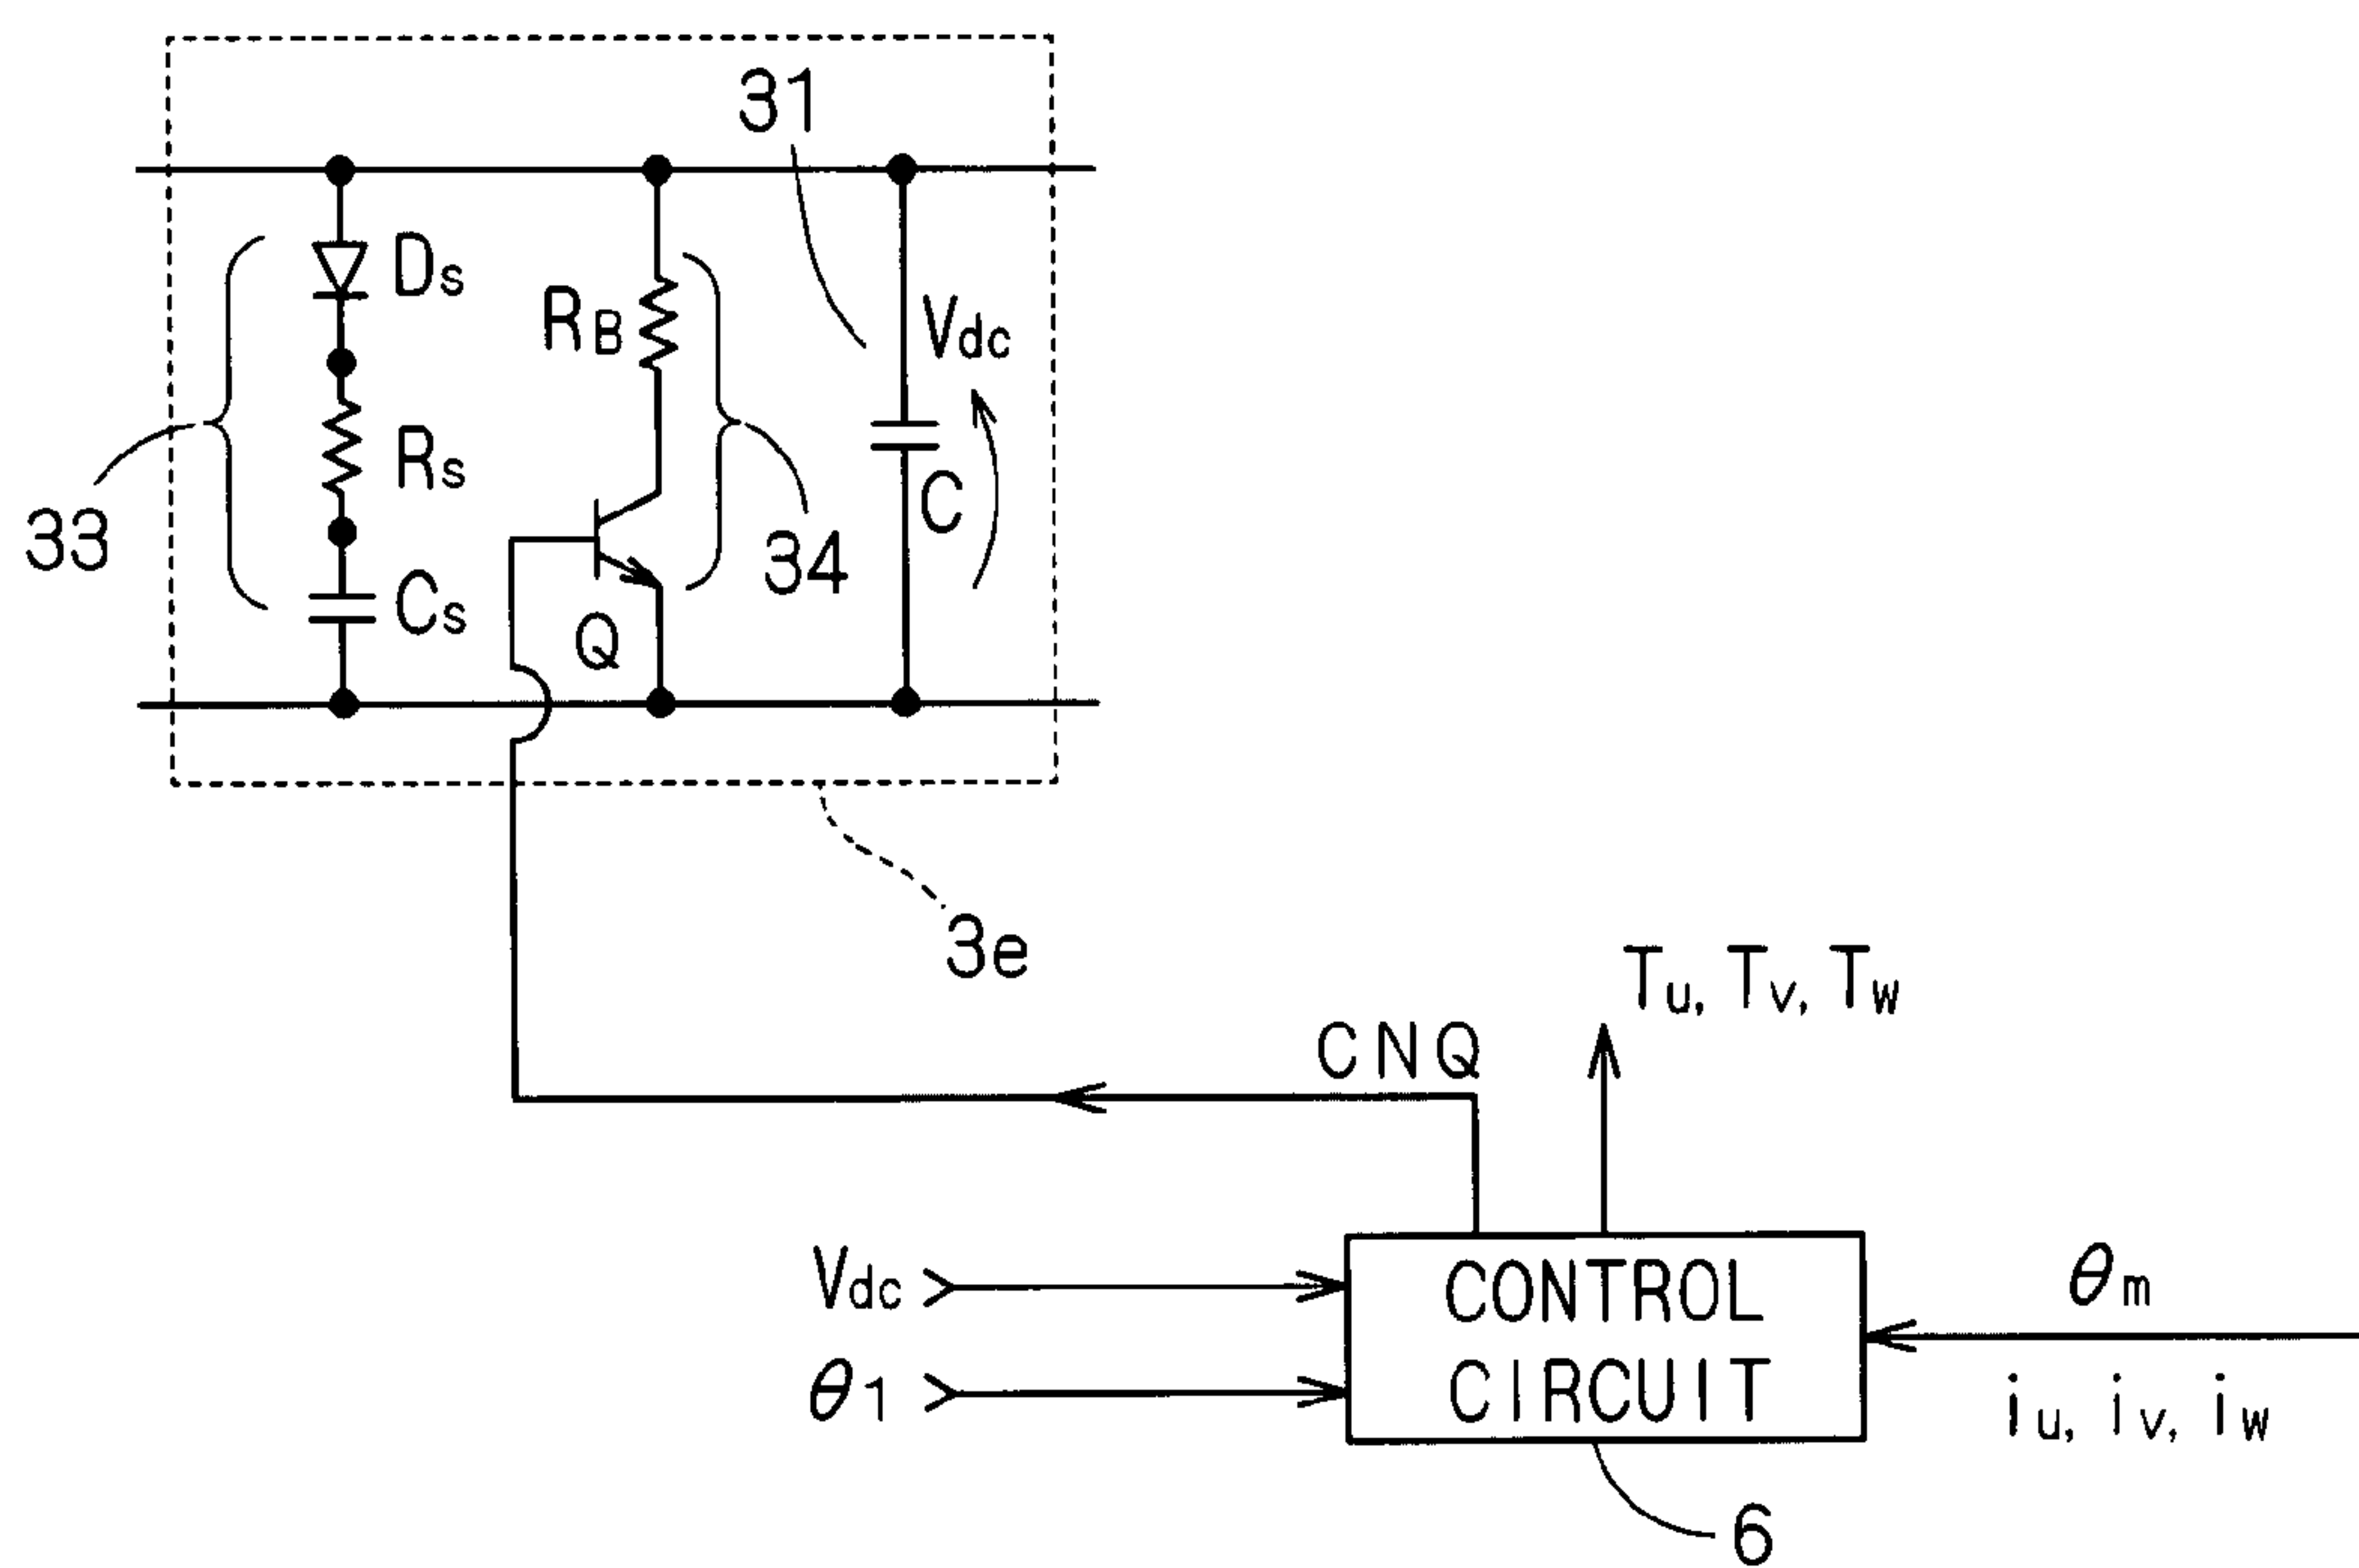 31
Ds
RB
Vdc
Rs
C
33
34
Cs
Q
3e
Tu, Tv, Tw
CNQ
Vdc
CONTROL
CIRCUIT
θm
θ1
iu, iv, iw
6